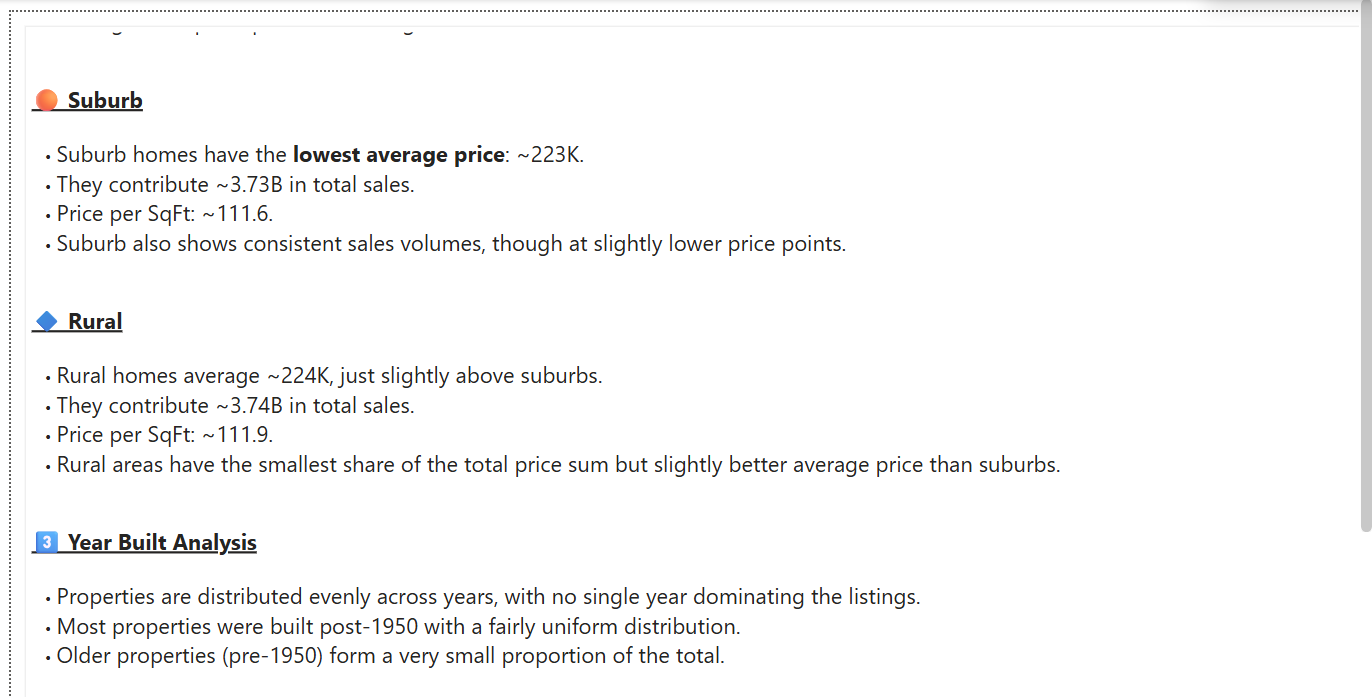 Suburb
• Suburb homes have the lowest average price: ~223K.
• They contribute ~3.73B in total sales.
• Price per SqFt: ~111.6.
• Suburb also shows consistent sales volumes, though at slightly lower price points.
Rural
• Rural homes average ~224K, just slightly above suburbs.
• They contribute ~3.74B in total sales.
• Price per SqFt: ~111.9.
• Rural areas have the smallest share of the total price sum but slightly better average price than suburbs.
3 Year Built Analysis
• Properties are distributed evenly across years, with no single year dominating the listings.
• Most properties were built post-1950 with a fairly uniform distribution.
• Older properties (pre-1950) form a very small proportion of the total.